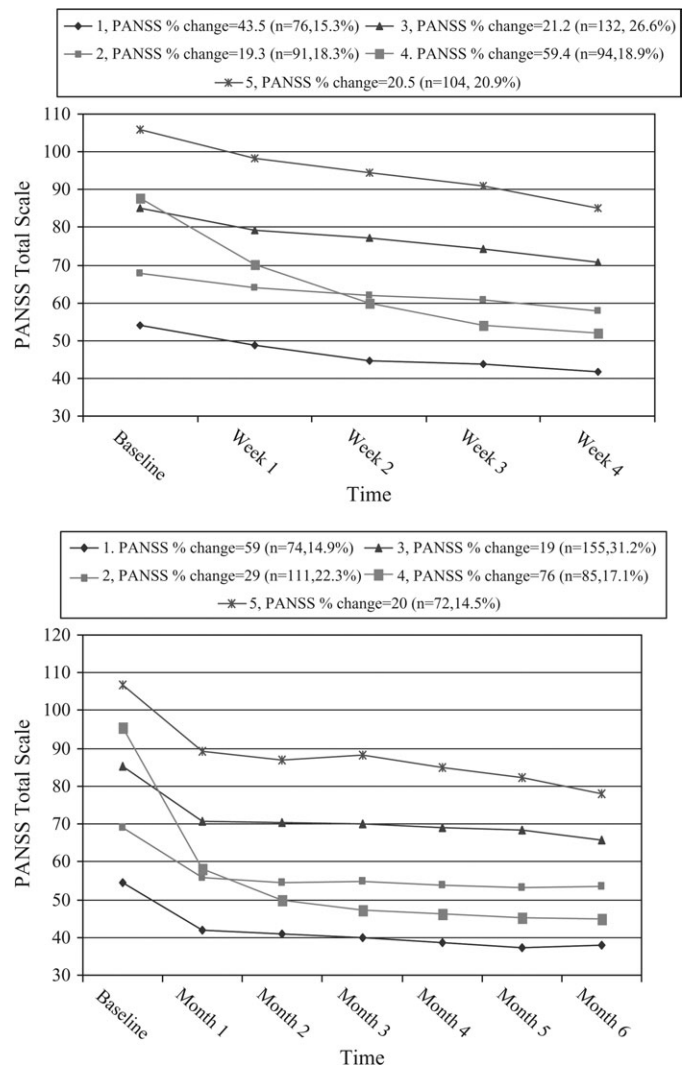 1, PANSS % change=43.5 (n=76,15.3%) 3, PANSS % change=21.2 (n=132, 26.6%)
2, PANSS % change=19.3 (n=91,18.3%) 4. PANSS % change=59.4 (n=94,18.9%)
5, PANSS % change=20.5 (n=104, 20.9%)
110
100
90
80
70
60
50
40
30
PANSS Total Scale
Baseline Week 1 Week 2 Week 3 Week 4
Time
1. PANSS % change=59 (n=74,14.9%) 3, PANSS % change=19 (n=155,31.2%)
2, PANSS % change=29 (n=111,22.3%) 4, PANSS % change=76 (n=85,17.1%)
5, PANSS % change=20 (n=72,14.5%)
120
110
100
90
80
70
60
50
40
30
PANSS Total Scale
Baseline Month 1 Month 2 Month 3 Month 4 Month 5 Month 6
Time